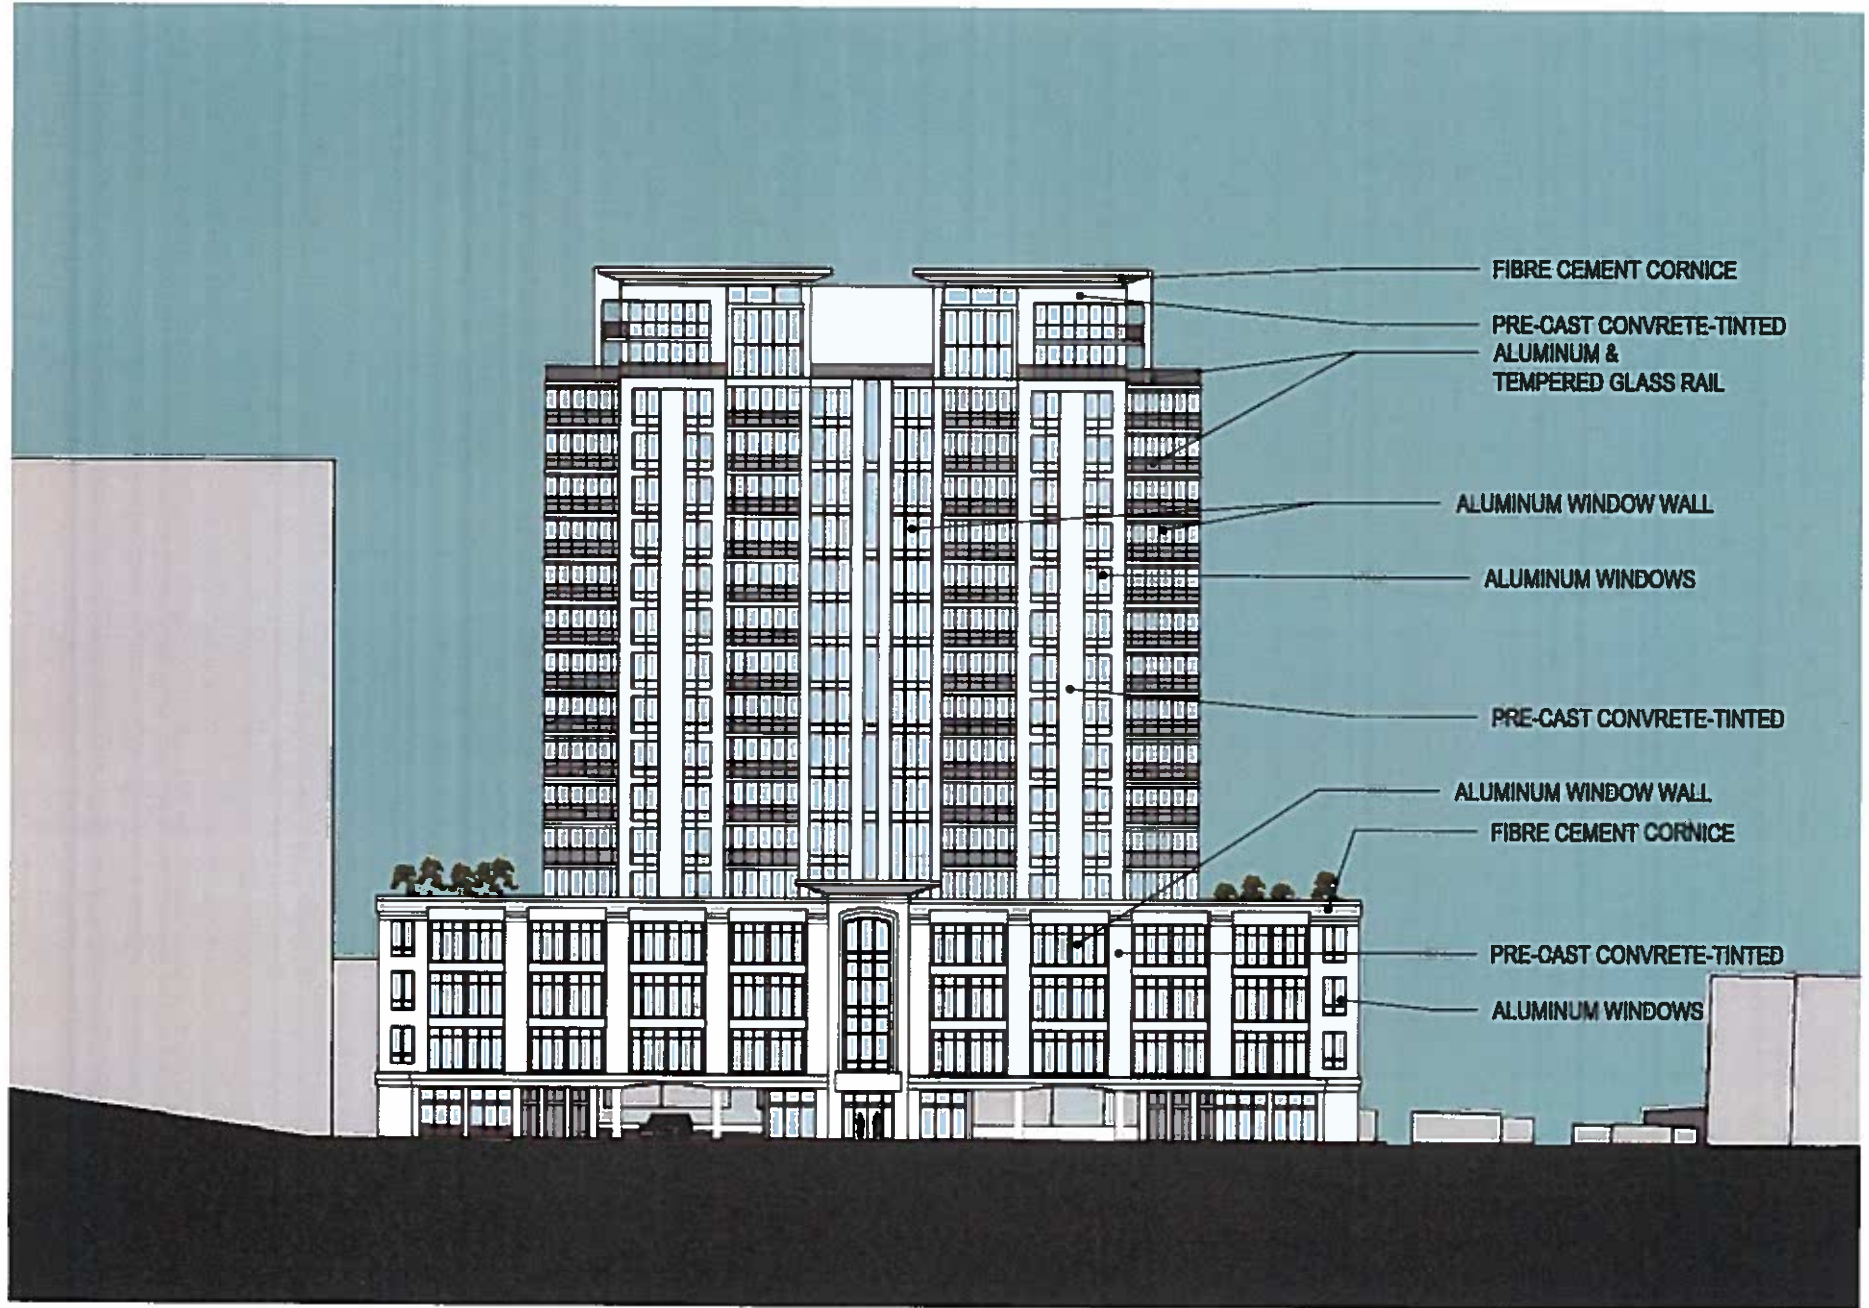 FIBRE CEMENT CORNICE
PRE-CAST CONVRETE-TINTED
ALUMINUM &
TEMPERED GLASS RAIL
ALUMINUM WINDOW WALL
ALUMINUM WINDOWS
PRE-CAST CONVRETE-TINTED
ALUMINUM WINDOW WALL
FIBRE CEMENT CORNICE
PRE-CAST CONVRETE-TINTED
ALUMINUM WINDOWS